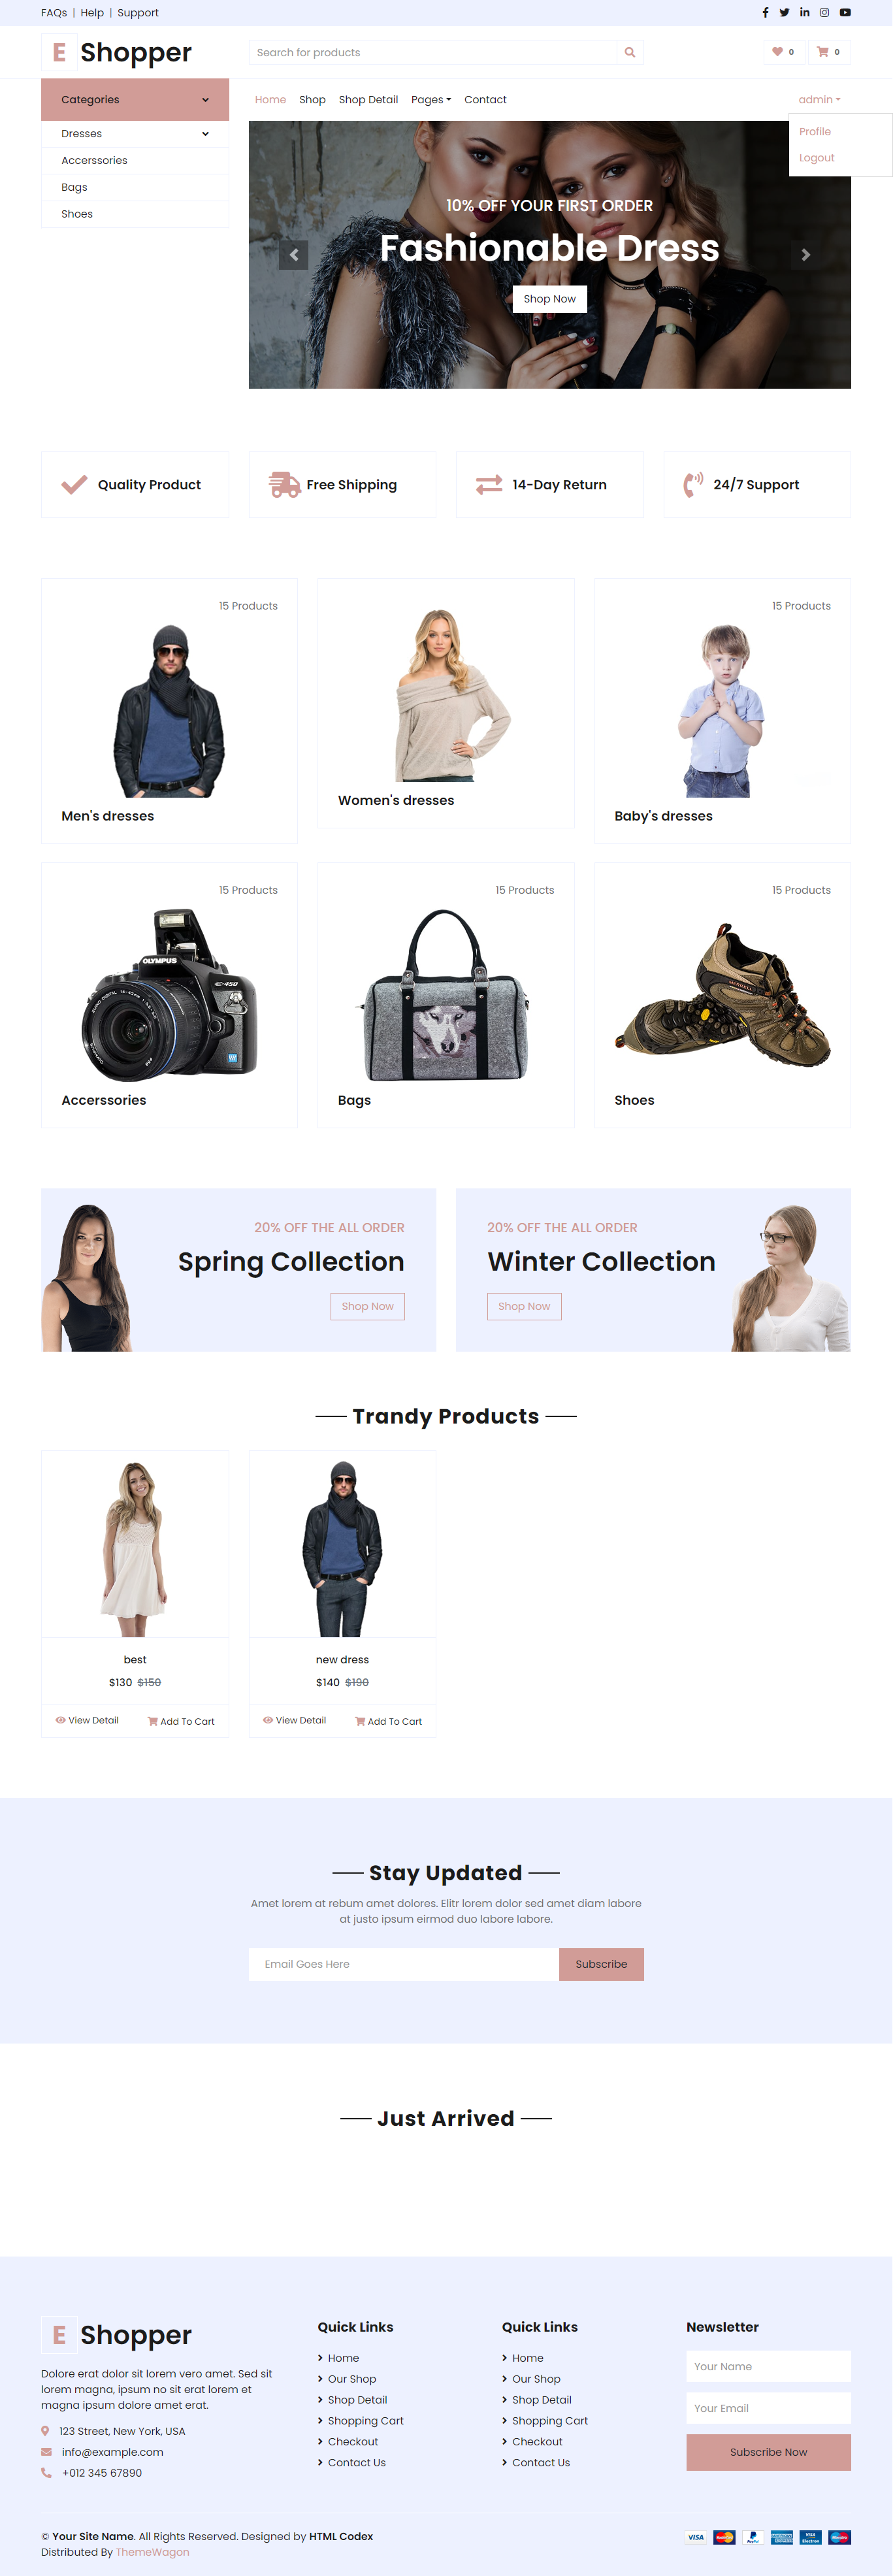 FAQs | Help | Support
E Shopper
Search for products
0 0
Categories
Home Shop Shop Detail Pages Contact admin
Profile
Logout
Dresses
Accerssories
Bags
Shoes
10% OFF YOUR FIRST ORDER
Fashionable Dress
Shop Now
Quality Product Free Shipping 14-Day Return 24/7 Support
15 Products 15 Products
Men's dresses Women's dresses Baby's dresses
15 Products 15 Products 15 Products
OLYMPUS
E-450
Accerssories Bags Shoes
20% OFF THE ALL ORDER
Spring Collection
Shop Now
20% OFF THE ALL ORDER
Winter Collection
Shop Now
Trandy Products
best
$130 $150
View Detail Add To Cart
new dress
$140 $190
View Detail Add To Cart
Stay Updated
Amet lorem at rebum amet dolores. Elitr lorem dolor sed amet diam labore
at justo ipsum eirmod duo labore labore.
Email Goes Here Subscribe
Just Arrived
E Shopper
Dolore erat dolor sit lorem vero amet. Sed sit
lorem magna, ipsum no sit erat lorem et
magna ipsum dolore amet erat.
123 Street, New York, USA
info@example.com
+012 345 67890
Quick Links
Home
Our Shop
Shop Detail
Shopping Cart
Checkout
Contact Us
Quick Links
Home
Our Shop
Shop Detail
Shopping Cart
Checkout
Contact Us
Newsletter
Your Name
Your Email
Subscribe Now
© Your Site Name. All Rights Reserved. Designed by HTML Codex
Distributed By ThemeWagon
VISA MasterCard PayPal VISA Electron Maestro